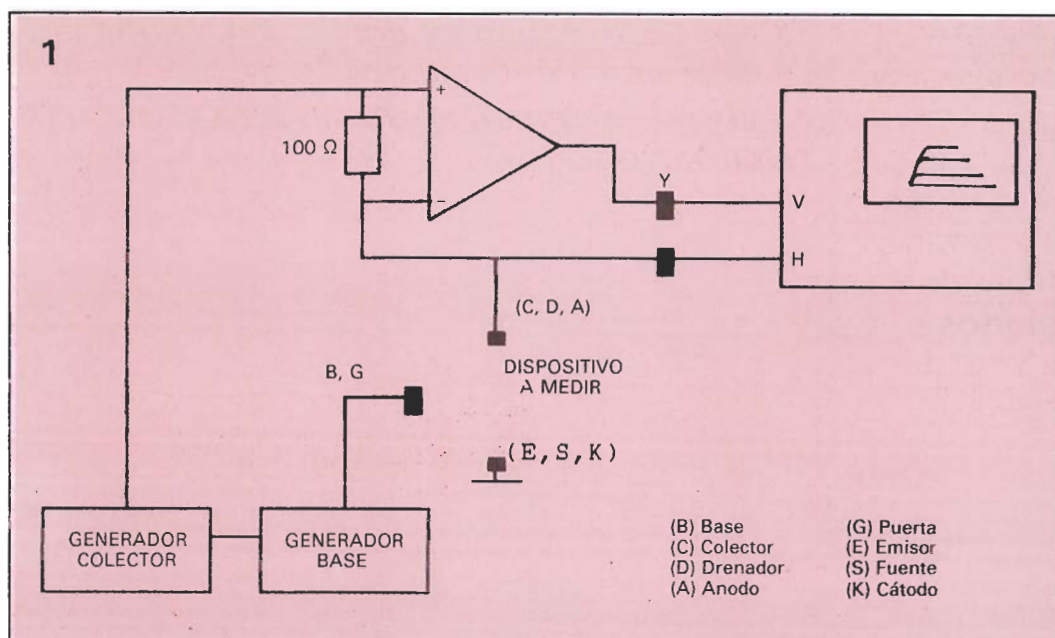 1
+
100 Ω
−
Y
V
H
(C, D, A)
DISPOSITIVO
A MEDIR
B, G
(E, S, K)
GENERADOR
COLECTOR
GENERADOR
BASE
(B) Base
(C) Colector
(D) Drenador
(A) Anodo
(G) Puerta
(E) Emisor
(S) Fuente
(K) Cátodo